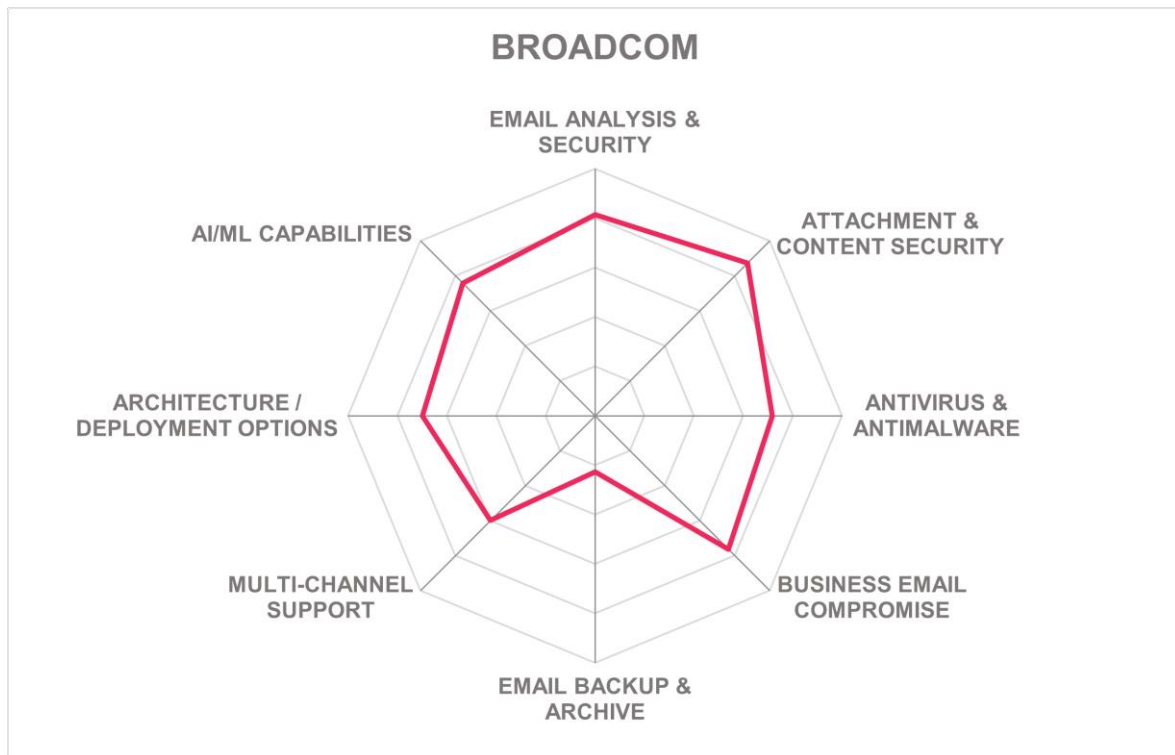 BROADCOM
EMAIL ANALYSIS &
SECURITY
ATTACHMENT &
CONTENT SECURITY
AI/ML CAPABILITIES
ANTIVIRUS &
ANTIMALWARE
ARCHITECTURE /
DEPLOYMENT OPTIONS
BUSINESS EMAIL
COMPROMISE
MULTI-CHANNEL
SUPPORT
EMAIL BACKUP &
ARCHIVE